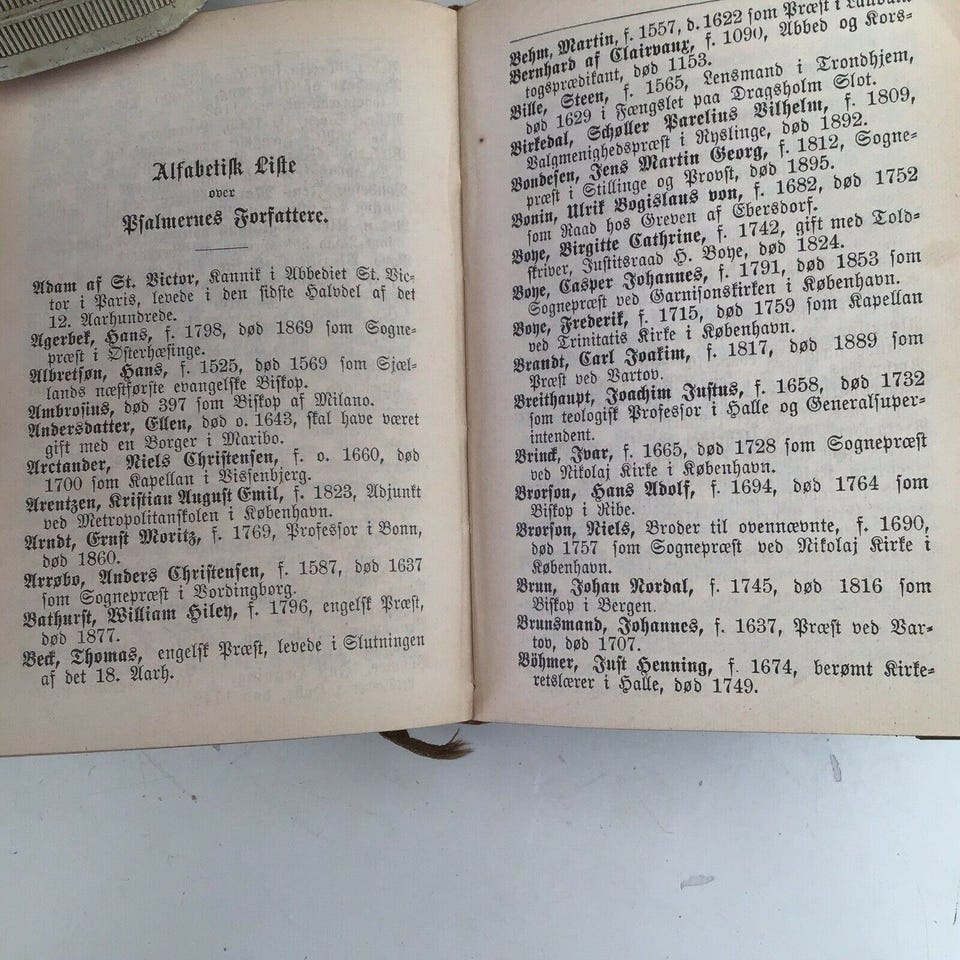 Alfabetisk Liste
over
Psalmernes Forfattere.
Adam af St. Victor, Kannik i Abbediet St. Vic-
tor i Paris, levede i den sidste Halvdel af det
12. Aarhundrede.
Agerbek, Hans, f. 1798, død 1869 som Sogne-
præst i Østerhæsinge.
Albretsøn, Hans, f. 1525, død 1569 som Sjæl-
lands næstførste evangelske Biskop.
Ambrosius, død 397 som Biskop af Milano.
Andersdatter, Ellen, død o. 1643, skal have været
gift med en Borger i Maribo.
Arctander, Niels Christensen, f. o. 1660, død
1700 som Kapellan i Vissenbjerg.
Arentzen, Kristian August Emil, f. 1823, Adjunkt
ved Metropolitanskolen i København.
Arndt, Ernst Moritz, f. 1769, Professor i Bonn,
død 1860.
Arrøbo, Anders Christensen, f. 1587, død 1637
som Sognepræst i Vordingborg.
Bathurst, William Hiley, f. 1796, engelsk Præst,
død 1877.
Beck, Thomas, engelsk Præst, levede i Slutningen
af det 18. Aarh.
Behm, Martin, f. 1557, d. 1622 som Præst i
Bernhard af Clairvaux, f. 1090, Abbed og Kors-
togsprædikant, død 1153.
Bille, Steen, f. 1565, Lensmand i Trondhjem,
død 1629 i Fængslet paa Dragsholm Slot.
Birkedal, Schøller Parelius Vilhelm, f. 1809,
Valgmenighedspræst i Ryslinge, død 1892.
Bondesen, Jens Martin Georg, f. 1812, Sogne-
præst i Stillinge og Provst, død 1895.
Bonin, Ulrik Bogislaus von, f. 1682, død 1752
som Raad hos Greven af Ebersdorf.
Boye, Birgitte Cathrine, f. 1742, gift med Told-
skriver, Justitsraad H. Boye, død 1824.
Boye, Casper Johannes, f. 1791, død 1853 som
Sognepræst ved Garnisonskirken i København.
Boye, Frederik, f. 1715, død 1759 som Kapellan
ved Trinitatis Kirke i København.
Brandt, Carl Joakim, f. 1817, død 1889 som
Præst ved Vartov.
Breithaupt, Joachim Justus, f. 1658, død 1732
som teologisk Professor i Halle og Generalsuper-
intendent.
Brinck, Ivar, f. 1665, død 1728 som Sognepræst
ved Nikolaj Kirke i København.
Brorson, Hans Adolf, f. 1694, død 1764 som
Biskop i Ribe.
Brorson, Niels, Broder til ovennævnte, f. 1690,
død 1757 som Sognepræst ved Nikolaj Kirke i
København.
Brun, Johan Nordal, f. 1745, død 1816 som
Biskop i Bergen.
Brunsmand, Johannes, f. 1637, Præst ved Var-
tov, død 1707.
Böhmer, Just Henning, f. 1674, berømt Kirke-
retslærer i Halle, død 1749.